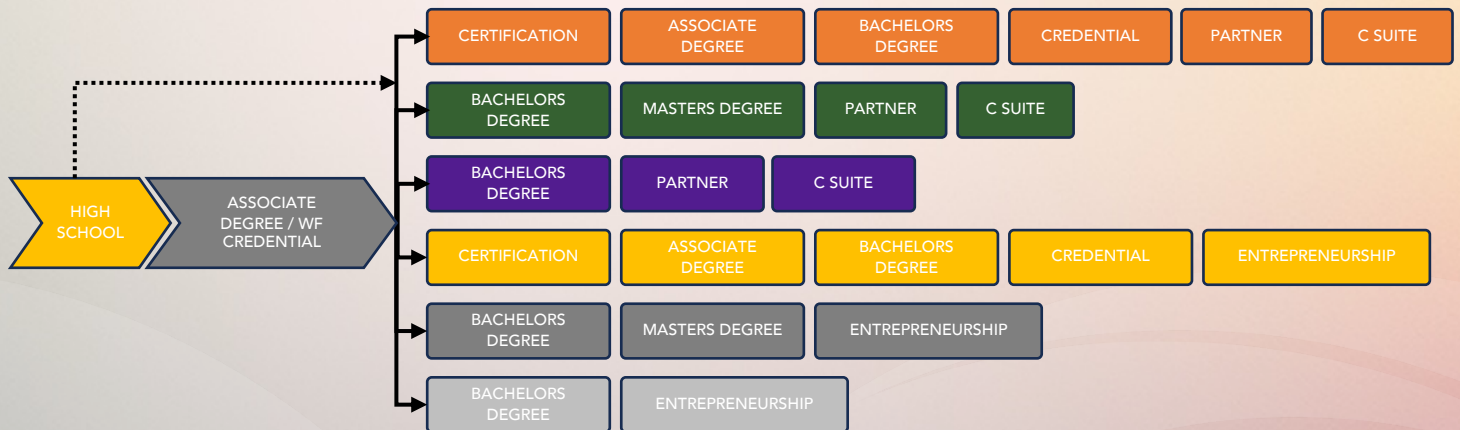 CERTIFICATION
ASSOCIATE
DEGREE
BACHELORS
DEGREE
CREDENTIAL
PARTNER
C SUITE
BACHELORS
DEGREE
MASTERS DEGREE
PARTNER
C SUITE
BACHELORS
DEGREE
PARTNER
C SUITE
HIGH
SCHOOL
ASSOCIATE
DEGREE / WF
CREDENTIAL
CERTIFICATION
ASSOCIATE
DEGREE
BACHELORS
DEGREE
CREDENTIAL
ENTREPRENEURSHIP
BACHELORS
DEGREE
MASTERS DEGREE
ENTREPRENEURSHIP
BACHELORS
DEGREE
ENTREPRENEURSHIP